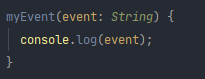 myEvent(event: String) {
console.log(event);
}